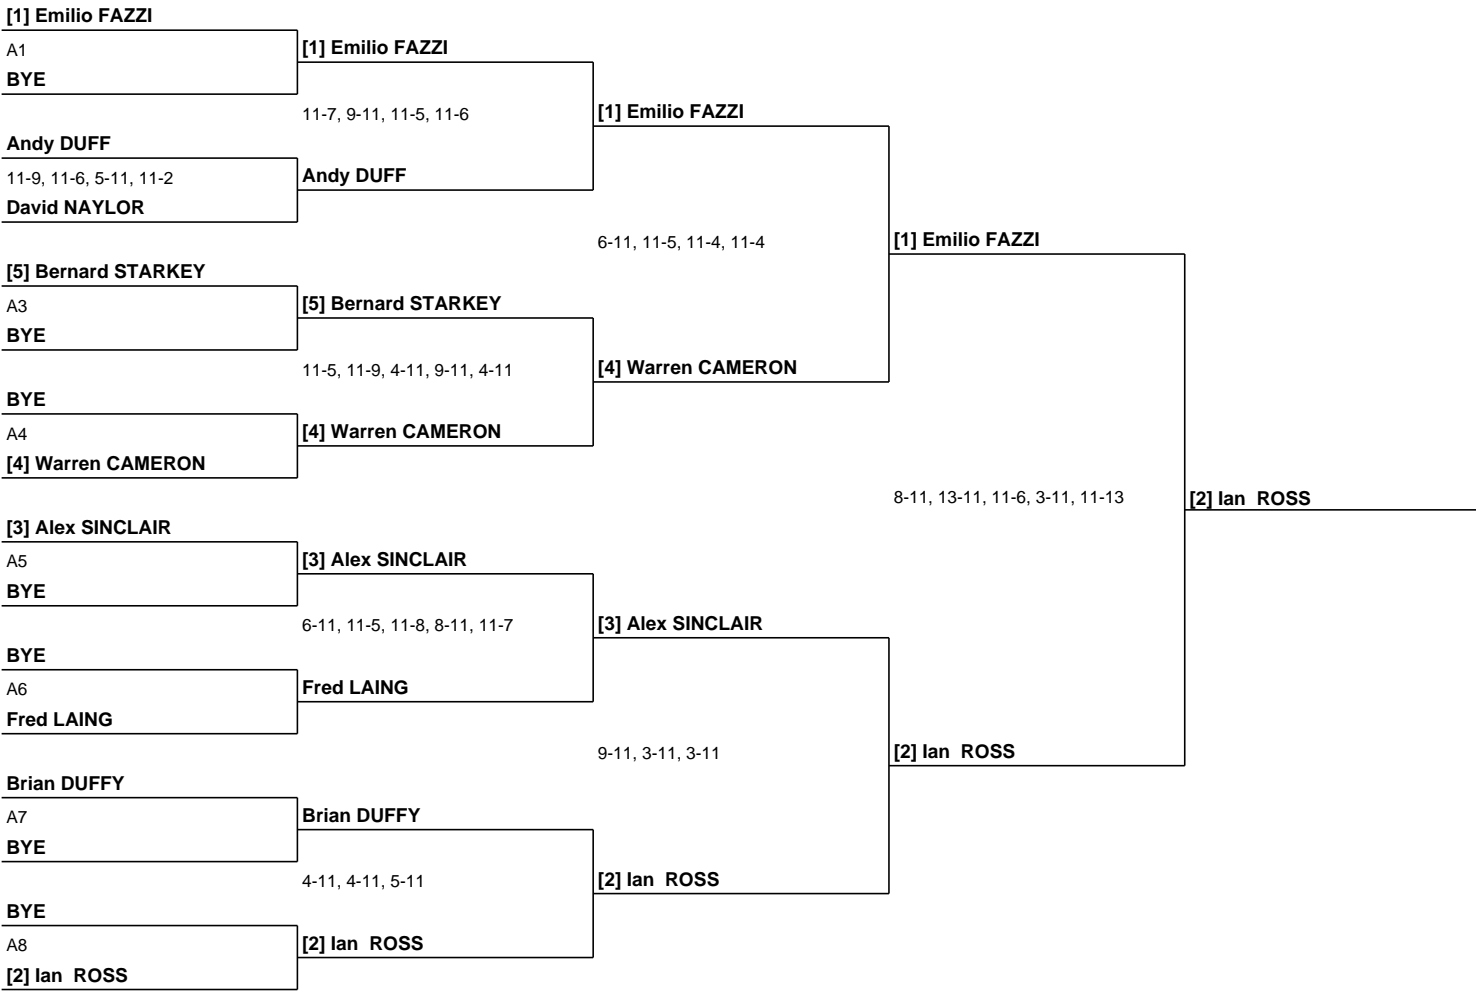 [1] Emilio FAZZI
A1
BYE
Andy DUFF
11-9, 11-6, 5-11, 11-2
David NAYLOR
[5] Bernard STARKEY
A3
BYE
BYE
A4
[4] Warren CAMERON
[3] Alex SINCLAIR
A5
BYE
BYE
A6
Fred LAING
Brian DUFFY
A7
BYE
BYE
A8
[2] Ian  ROSS
[1] Emilio FAZZI
11-7, 9-11, 11-5, 11-6
Andy DUFF
[5] Bernard STARKEY
11-5, 11-9, 4-11, 9-11, 4-11
[4] Warren CAMERON
[3] Alex SINCLAIR
6-11, 11-5, 11-8, 8-11, 11-7
Fred LAING
Brian DUFFY
4-11, 4-11, 5-11
[2] Ian  ROSS
[1] Emilio FAZZI
6-11, 11-5, 11-4, 11-4
[4] Warren CAMERON
[3] Alex SINCLAIR
9-11, 3-11, 3-11
[2] Ian  ROSS
[1] Emilio FAZZI
8-11, 13-11, 11-6, 3-11, 11-13
[2] Ian  ROSS
[2] Ian  ROSS